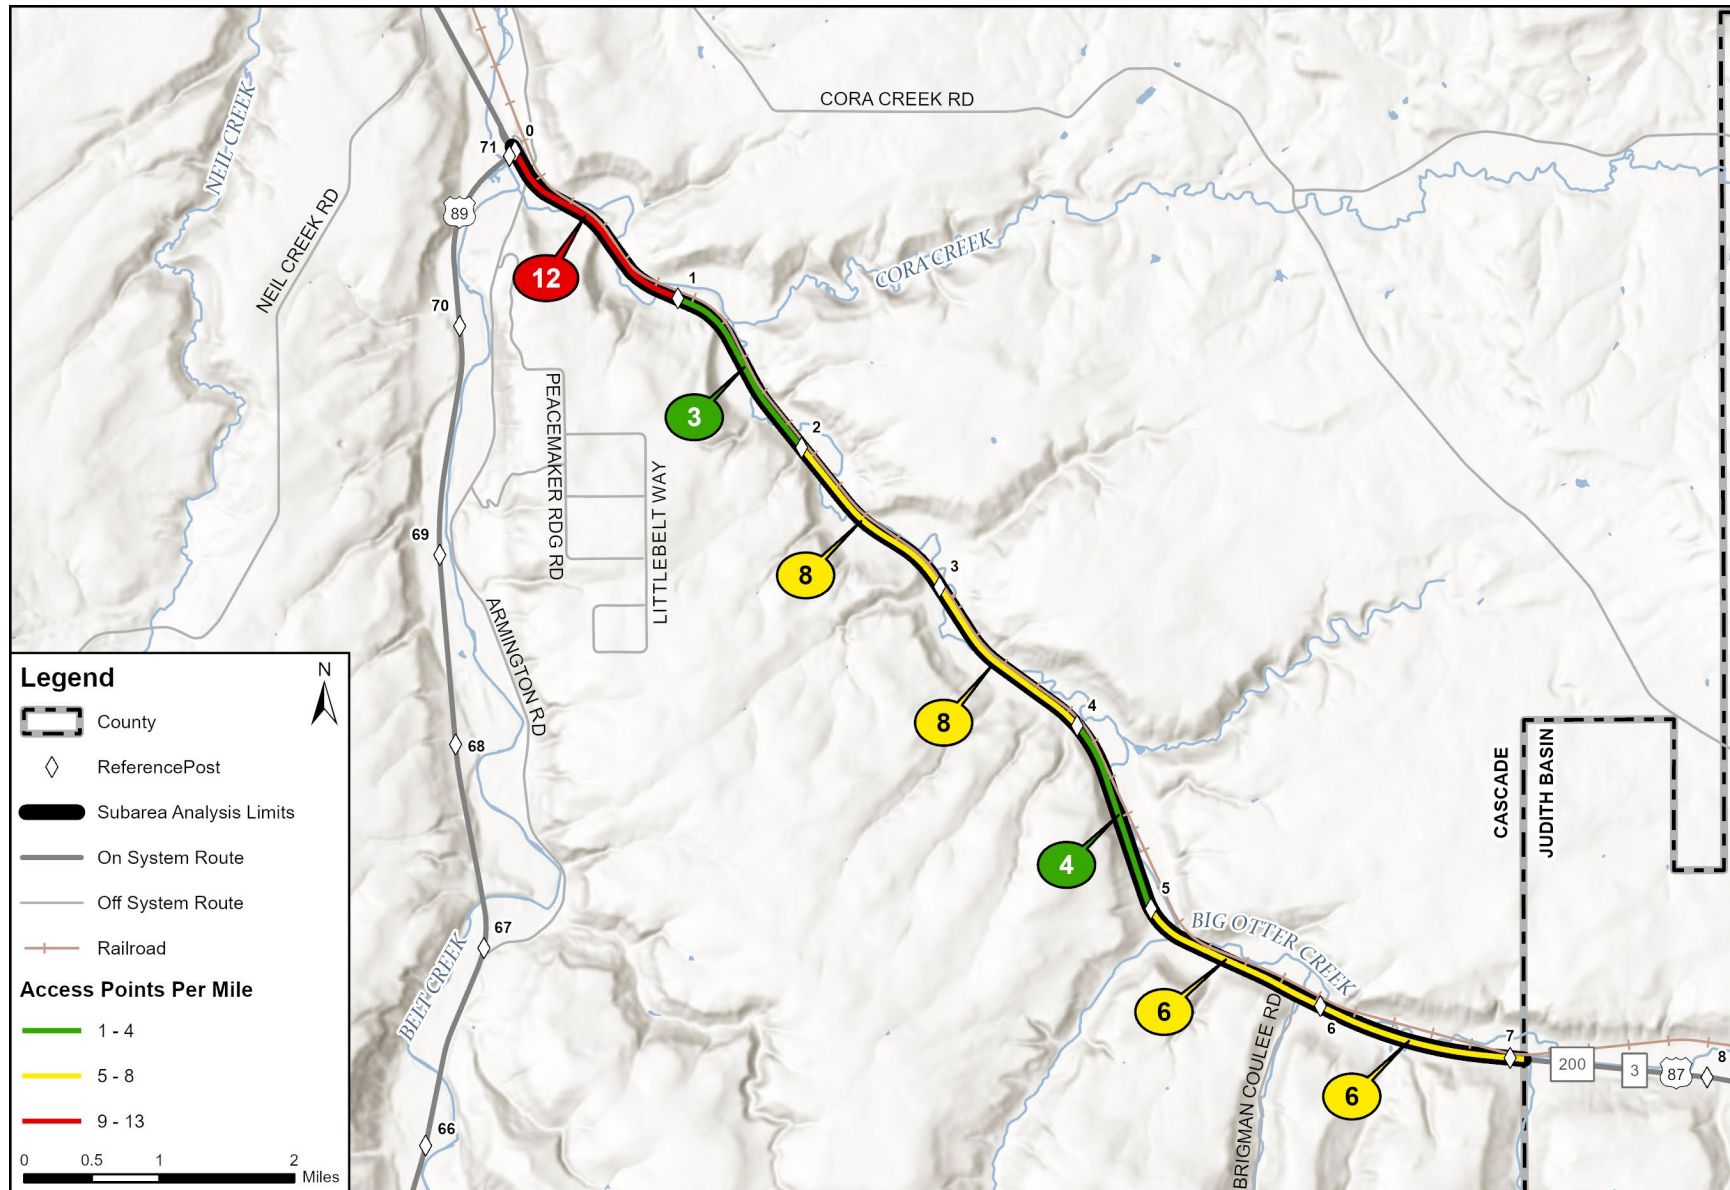 CORA CREEK RD
NEIL CREEK
0
71
89
NEIL CREEK RD
12
CORA CREEK
1
70
3
PEACEMAKER RDG RD
2
LITTLEBELT WAY
69
8
3
ARMINGTON RD
8
4
68
CASCADE
JUDITH BASIN
4
5
67
BIG OTTER CREEK
BELT CREEK
6
6
BRIGMAN COULEE RD
7
200
3
87
8
6
66
Legend
N
County
ReferencePost
Subarea Analysis Limits
On System Route
Off System Route
Railroad
Access Points Per Mile
1 - 4
5 - 8
9 - 13
0 0.5 1 2
Miles